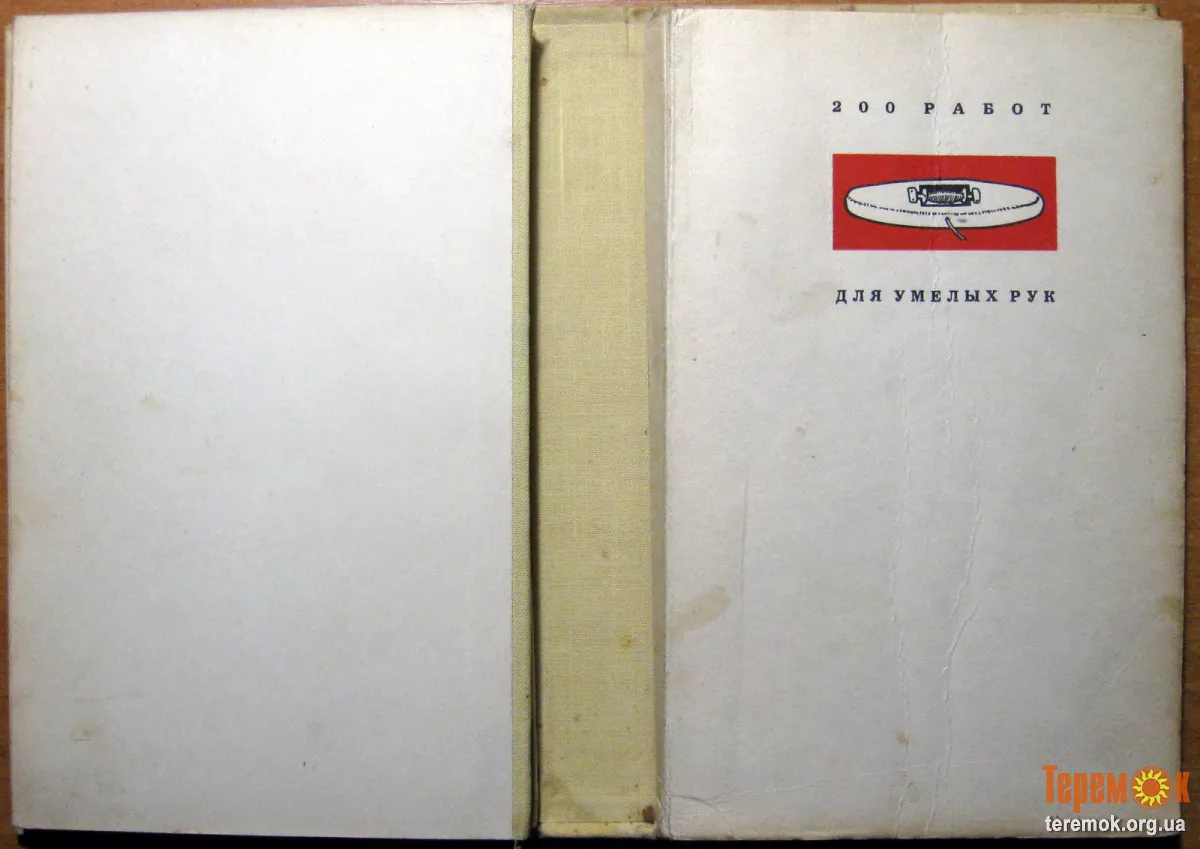 200 РАБОТ
ДЛЯ УМЕЛЫХ РУК
Теремок
teremok.org.ua